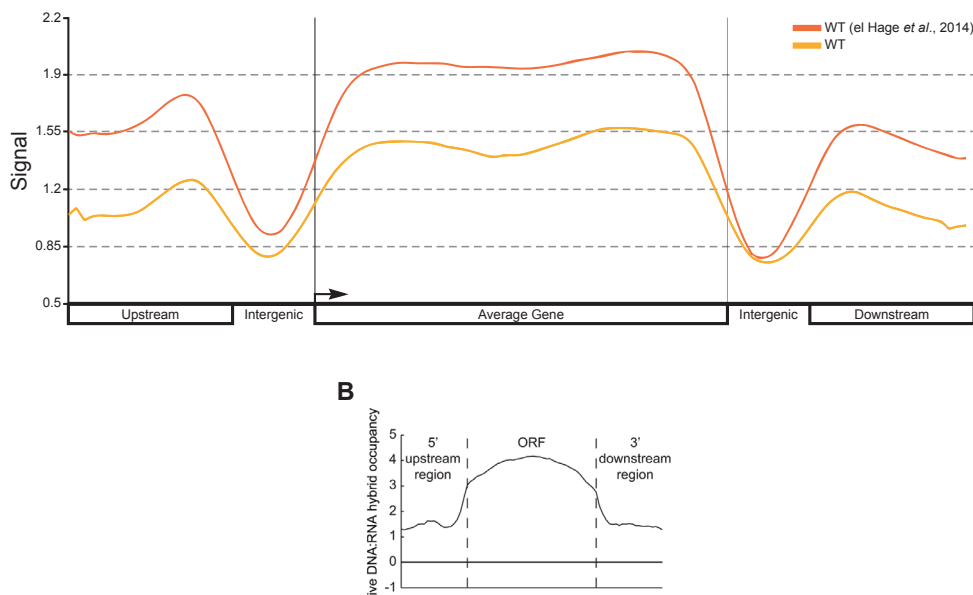 2.2
WT (el Hage et al., 2014)
WT
1.9
1.55
1.2
0.85
0.5
Signal
Upstream
Intergenic
Average Gene
Intergenic
Downstream
B
5
4
3
2
1
0
-1
DNA:RNA hybrid occupancy
5'
upstream
region
ORF
3'
downstream
region